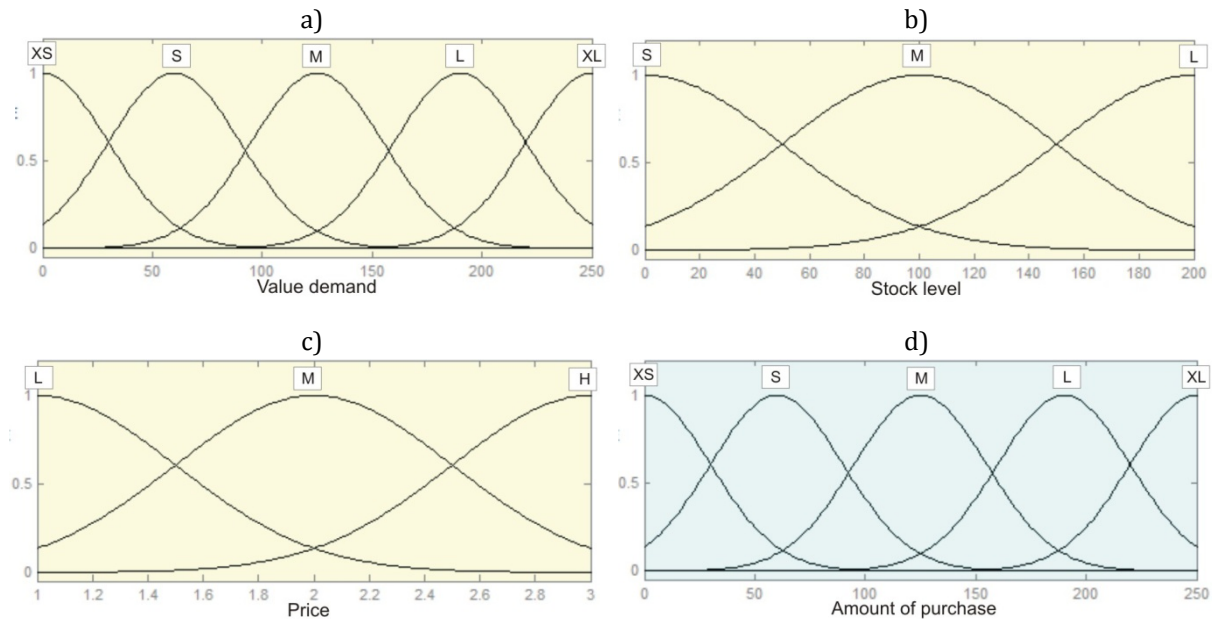 a)
XS S M L XL
1
0.5
0
0 50 100 150 200 250
Value demand
b)
S M L
1
0.5
0
0 20 40 60 80 100 120 140 160 180 200
Stock level
c)
L M H
1
0.5
0
1 1.2 1.4 1.6 1.8 2 2.2 2.4 2.6 2.8 3
Price
d)
XS S M L XL
1
0.5
0
0 50 100 150 200 250
Amount of purchase